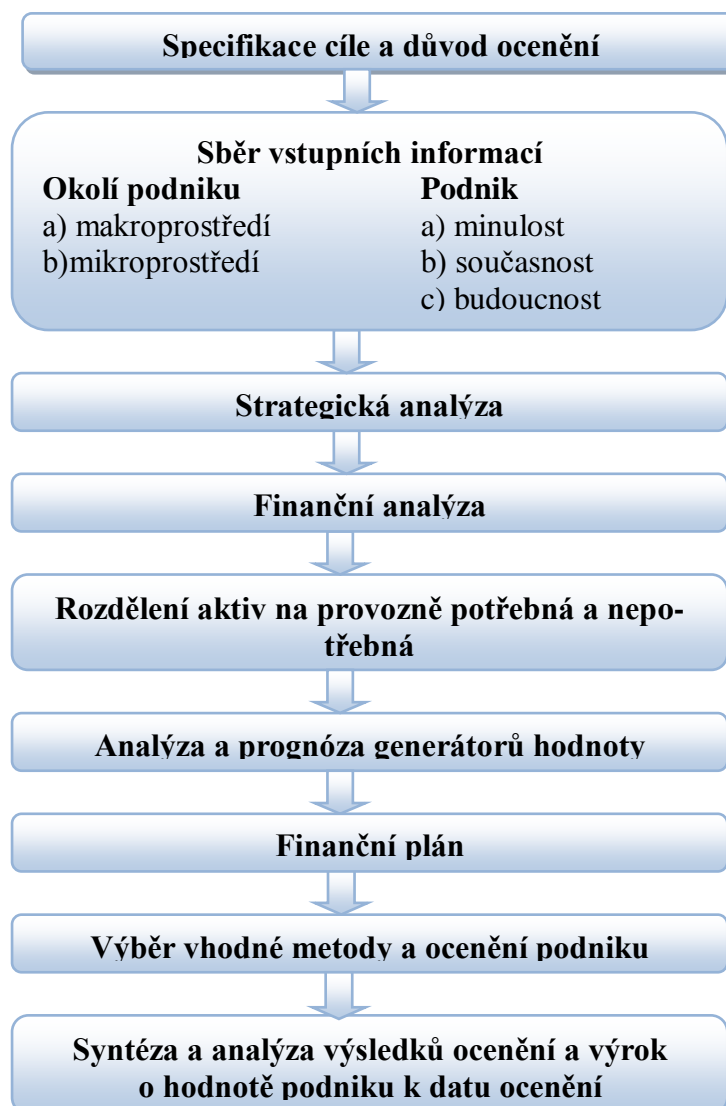 Specifikace cíle a důvod ocenění
Sběr vstupních informací
Okolí podniku
a) makroprostředí
b)mikroprostředí
Podnik
a) minulost
b) současnost
c) budoucnost
Strategická analýza
Finanční analýza
Rozdělení aktiv na provozně potřebná a nepo-
třebná
Analýza a prognóza generátorů hodnoty
Finanční plán
Výběr vhodné metody a ocenění podniku
Syntéza a analýza výsledků ocenění a výrok
o hodnotě podniku k datu ocenění